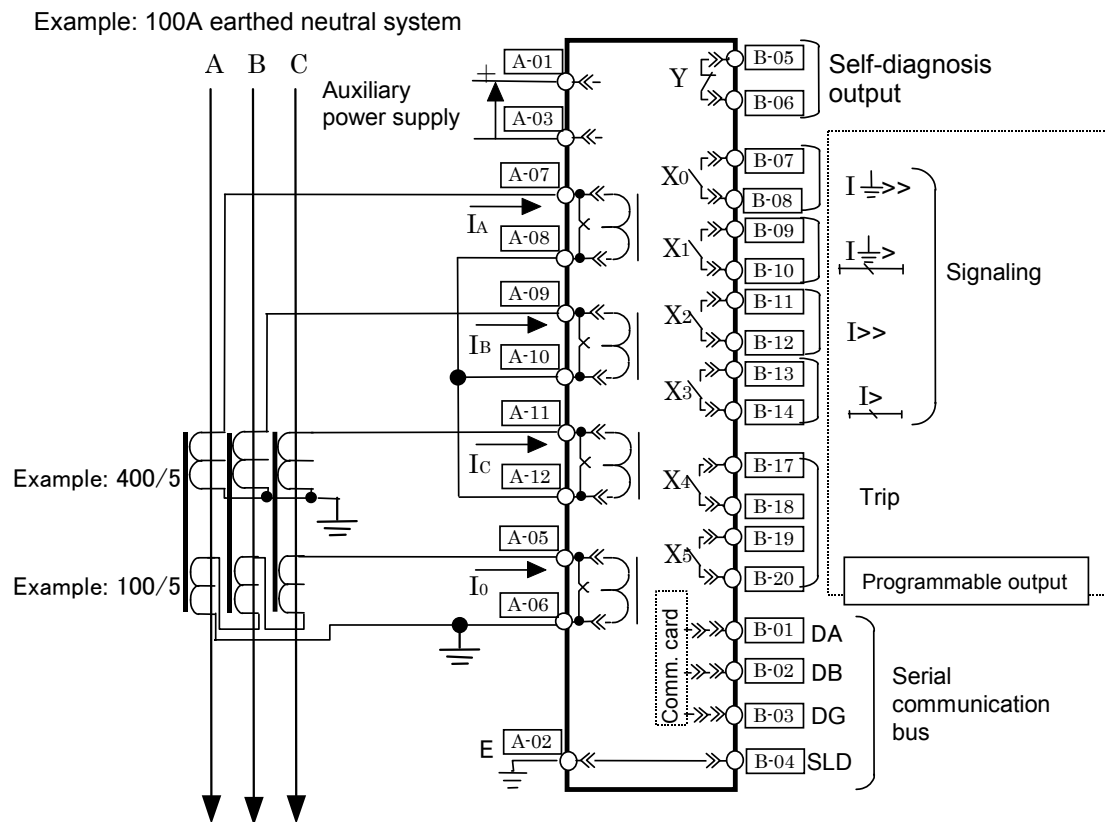 Example: 100A earthed neutral system
A B C
Auxiliary
power supply
+
A-01
A-03
A-07
IA
A-08
A-09
IB
A-10
A-11
IC
A-12
A-05
I0
A-06
E
A-02
Example: 400/5
Example: 100/5
Y
B-05
B-06
Self-diagnosis
output
X0
B-07
B-08
I>>
X1
B-09
B-10
I>
X2
B-11
B-12
I>>
X3
B-13
B-14
I>
Signaling
X4
B-17
B-18
Trip
X5
B-19
B-20
Programmable output
Comm. card
B-01 DA
B-02 DB
B-03 DG
B-04 SLD
Serial
communication
bus